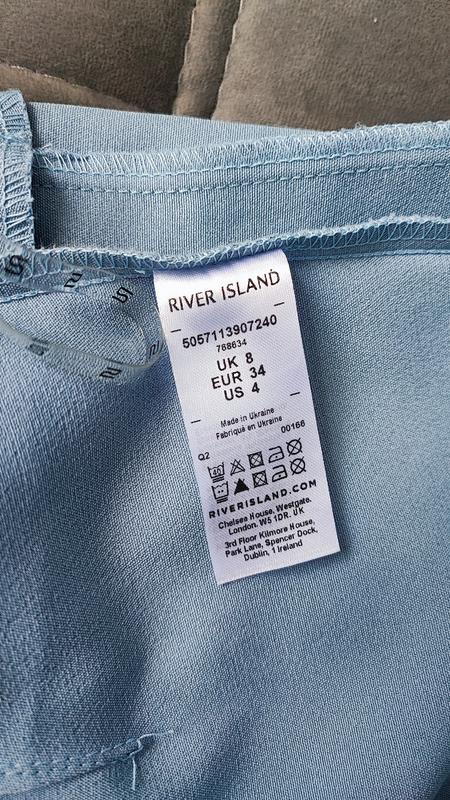 RIVER ISLAND
5057113907240
768634
UK 8
EUR 34
US 4
Made in Ukraine
Fabriqué en Ukraine
Q2 00166
40
RIVERISLAND.COM
Chelsea House, Westgate,
London. W5 1DR. UK
3rd Floor Kilmore House,
Park Lane, Spencer Dock,
Dublin, 1 Ireland